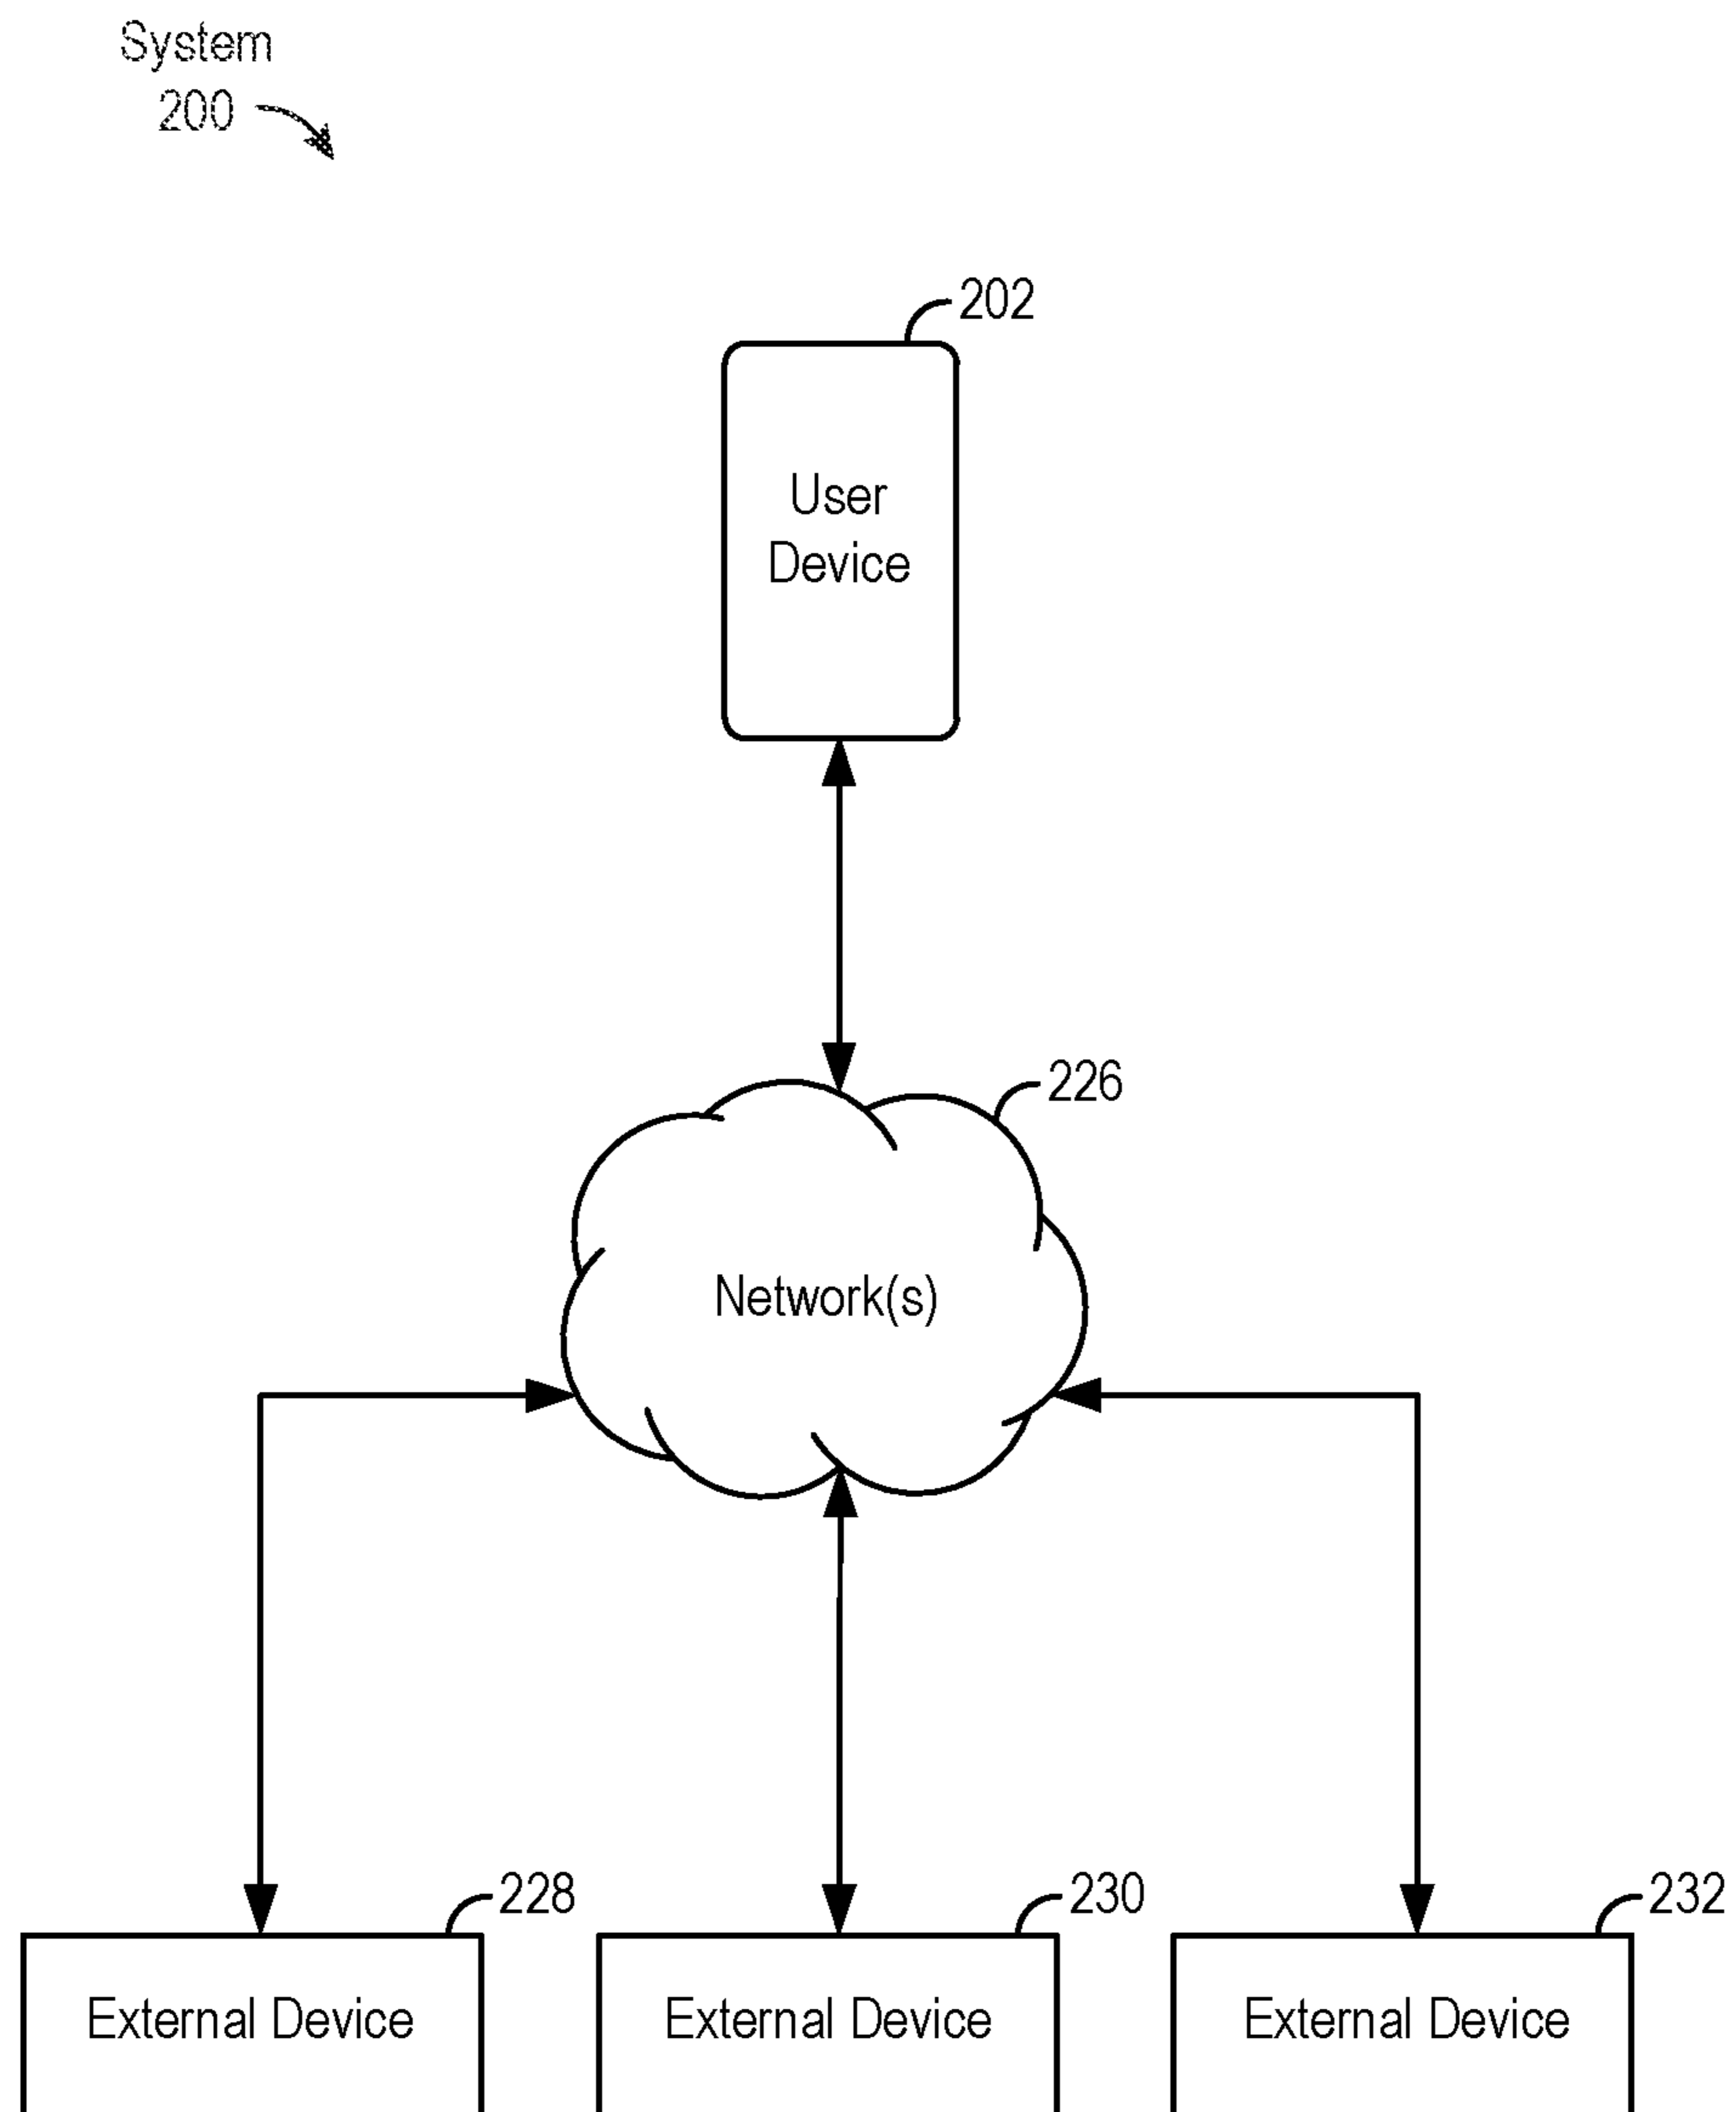 System
200
202
User
Device
226
Network(s)
228
230
232
External Device
External Device
External Device